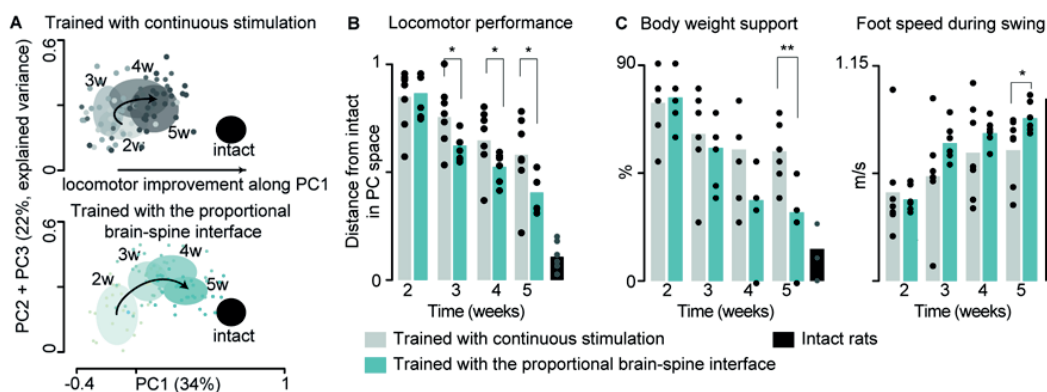 A Trained with continuous stimulation
0.6
PC2 + PC3 (22%, explained variance)
3w
4w
2w
5w
intact
0
locomotor improvement along PC1
Trained with the proportional
brain-spine interface
0.6
3w
4w
2w
5w
intact
0
-0.4
PC1 (34%)
1
B Locomotor performance
1
Distance from intact
in PC space
0
* * *
2 3 4 5
Time (weeks)
C Body weight support
90
%
0
**
2 3 4 5
Time (weeks)
Foot speed during swing
1.15
m/s
*
2 3 4 5
Time (weeks)
Trained with continuous stimulation
Trained with the proportional brain-spine interface
Intact rats